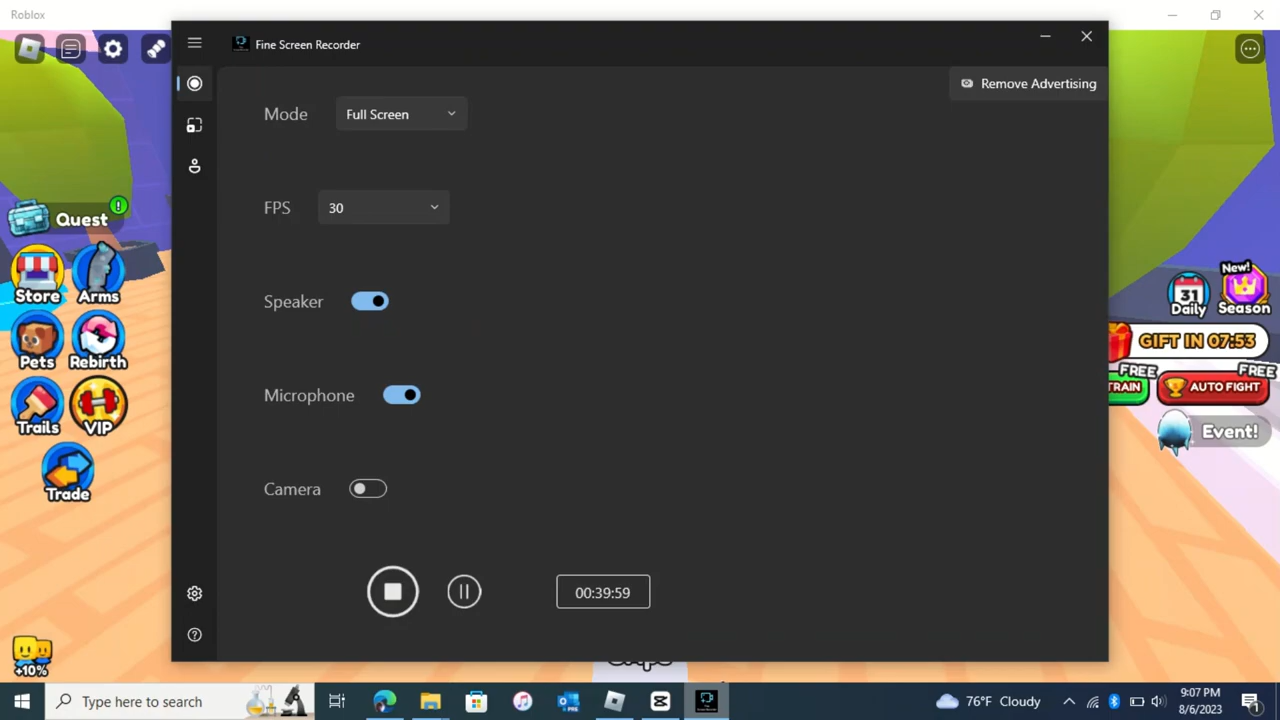 Roblox
Fine Screen Recorder
Remove Advertising
Mode
Full Screen
FPS
30
Speaker
Microphone
Camera
00:39:59
Quest
!
Store
Arms
Pets
Rebirth
Trails
VIP
Trade
+10%
New!
31
Daily
Season
GIFT IN 07:53
FREE
TRAIN
FREE
AUTO FIGHT
Event!
Type here to search
76°F Cloudy
9:07 PM
8/6/2023
1